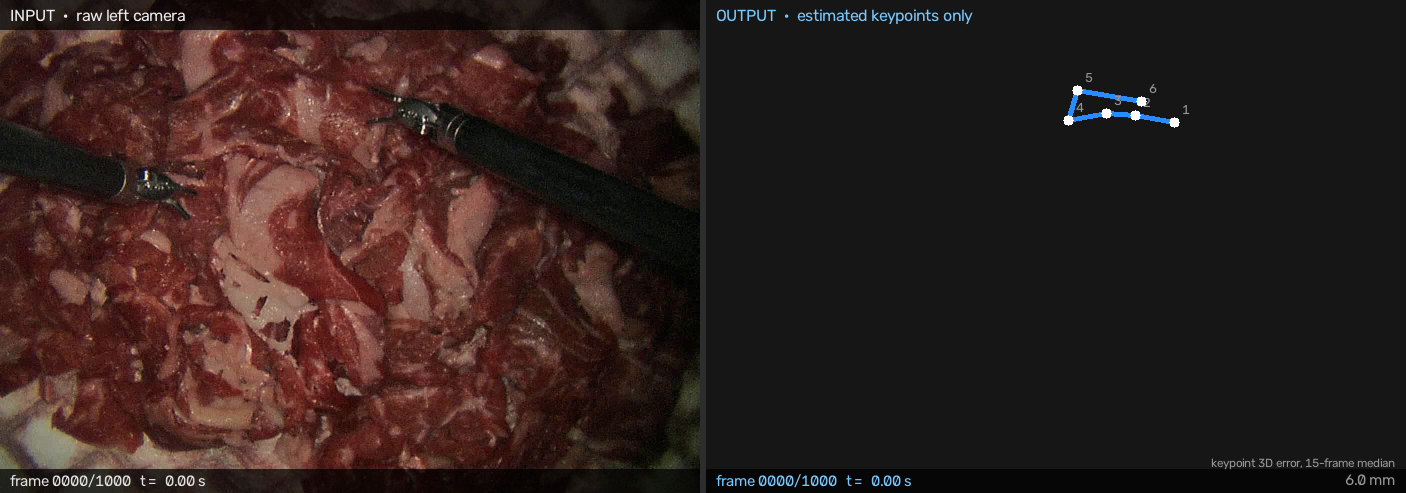 INPUT • raw left camera
OUTPUT • estimated keypoints only
5
6
4
3
2
1
keypoint 3D error, 15-frame median
6.0 mm
frame 0000/1000 t= 0.00 s
frame 0000/1000 t= 0.00 s